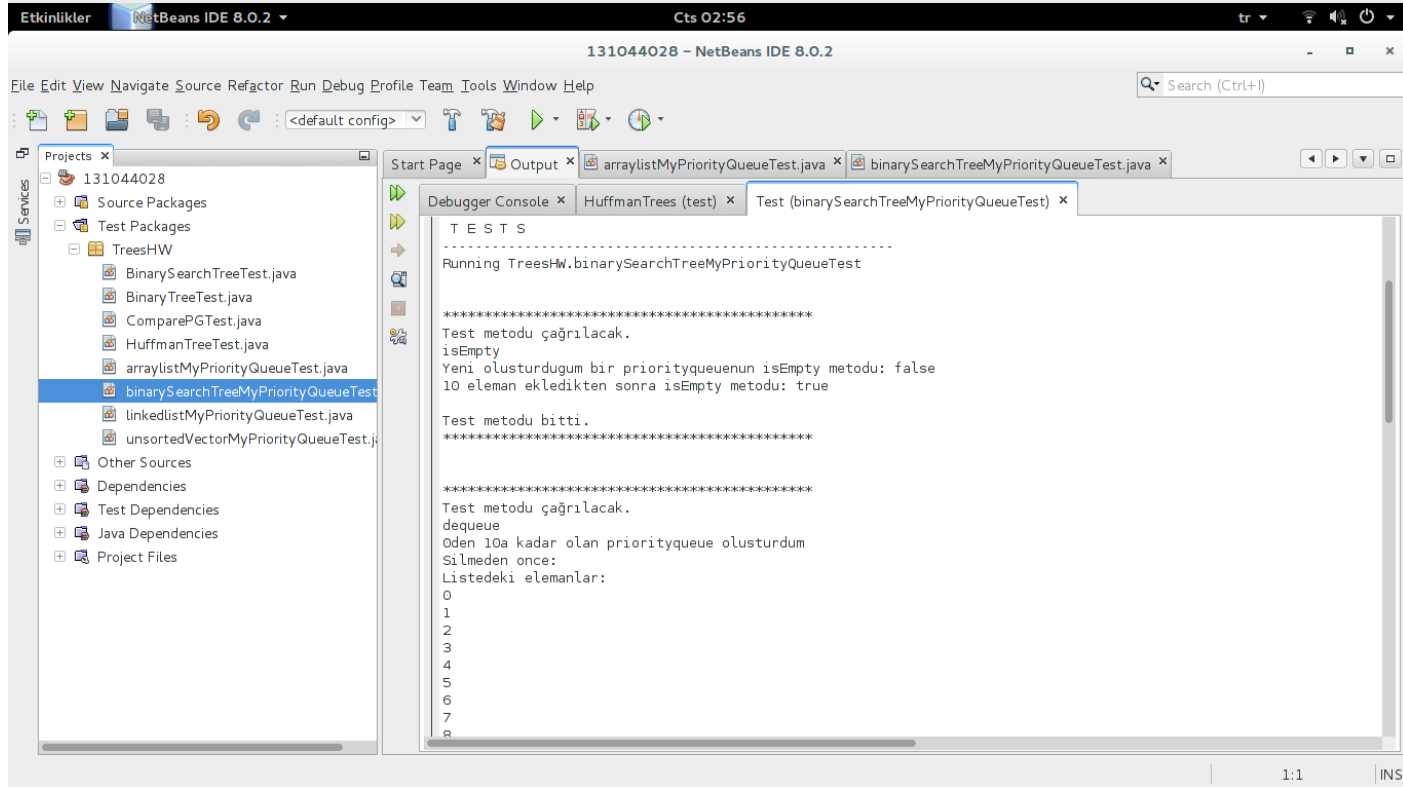 Etkinlikler NetBeans IDE 8.0.2 Cts 02:56 tr
131044028 – NetBeans IDE 8.0.2
File Edit View Navigate Source Refactor Run Debug Profile Team Tools Window Help Search (Ctrl+I)
<default config>
Projects
Services
131044028
Source Packages
Test Packages
TreesHW
BinarySearchTreeTest.java
BinaryTreeTest.java
ComparePGTest.java
HuffmanTreeTest.java
arraylistMyPriorityQueueTest.java
binarySearchTreeMyPriorityQueueTest
linkedlistMyPriorityQueueTest.java
unsortedVectorMyPriorityQueueTest.j
Other Sources
Dependencies
Test Dependencies
Java Dependencies
Project Files
Start Page Output arraylistMyPriorityQueueTest.java binarySearchTreeMyPriorityQueueTest.java
Debugger Console HuffmanTrees (test) Test (binarySearchTreeMyPriorityQueueTest)
T E S T S
-------------------------------------------------------
Running TreesHW.binarySearchTreeMyPriorityQueueTest
*********************************************
Test metodu çağrılacak.
isEmpty
Yeni olusturdugum bir priorityqueuenun isEmpty metodu: false
10 eleman ekledikten sonra isEmpty metodu: true
Test metodu bitti.
*********************************************
*********************************************
Test metodu çağrılacak.
dequeue
0den 10a kadar olan priorityqueue olusturdum
Silmeden once:
Listedeki elemanlar:
0
1
2
3
4
5
6
7
8
1:1 INS